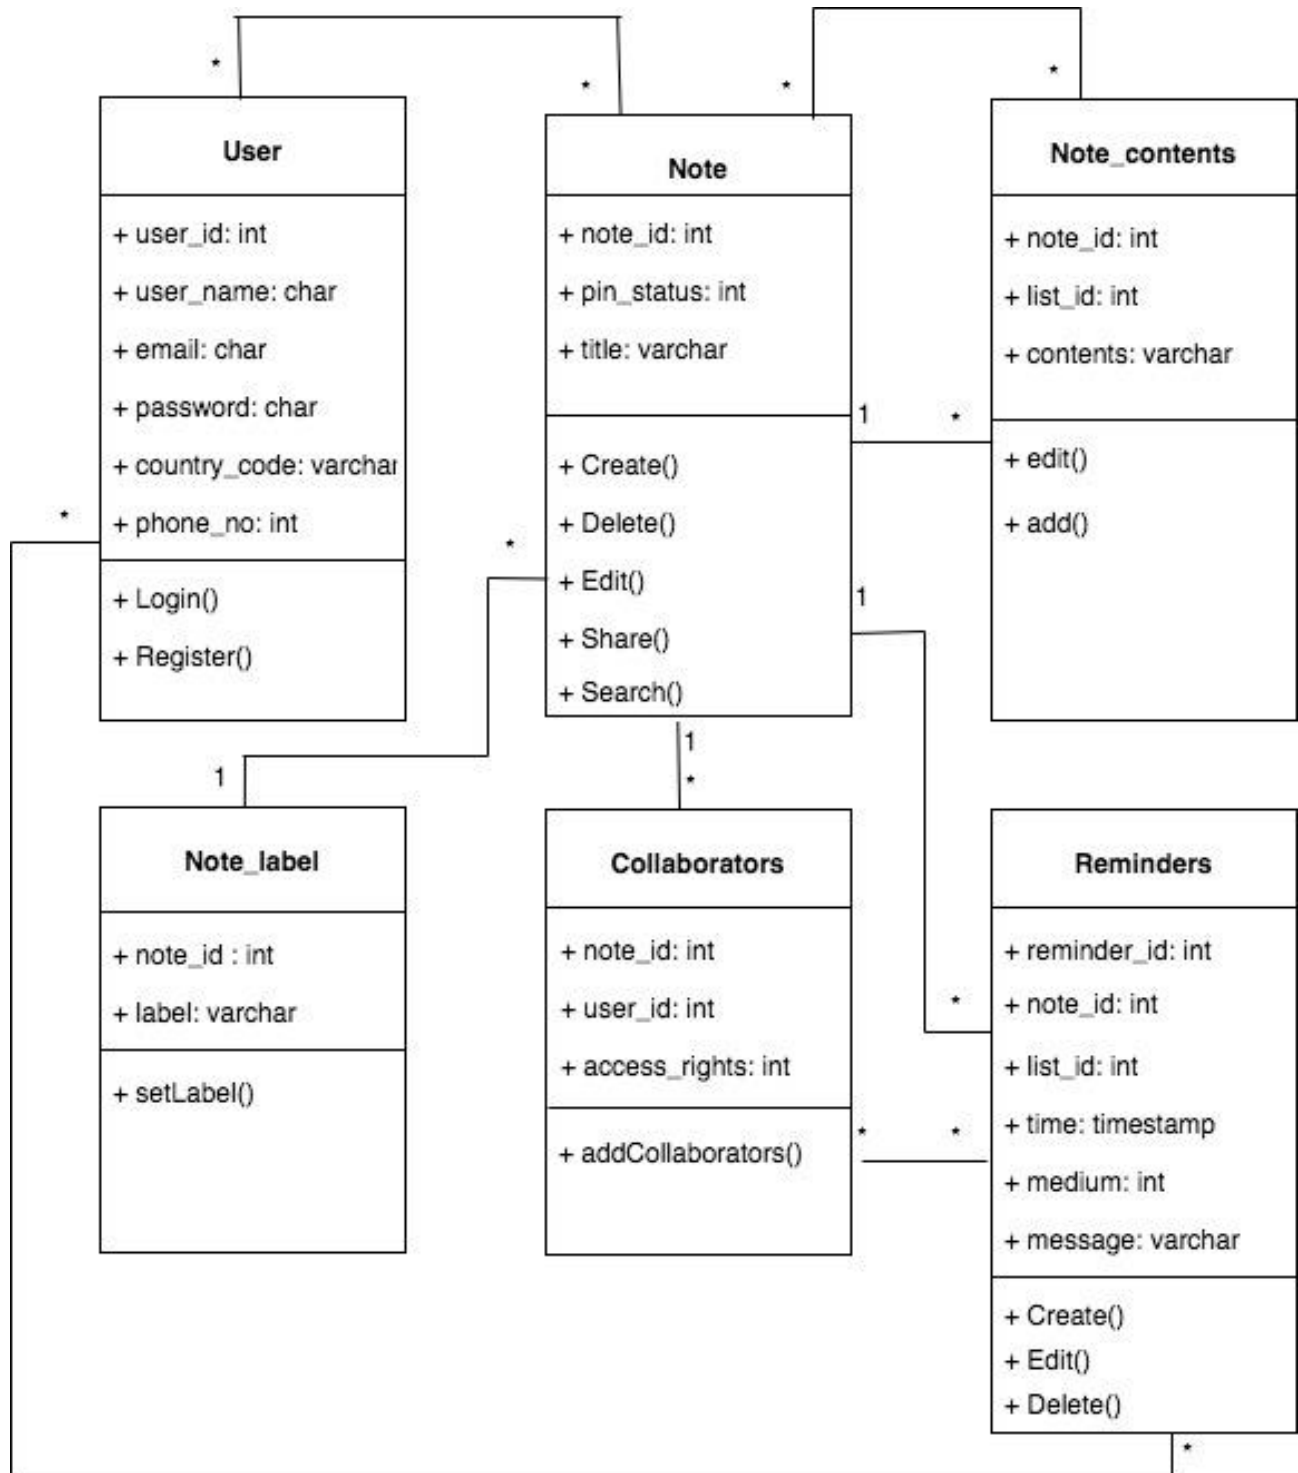 *
*
*
*
User
+ user_id: int
+ user_name: char
+ email: char
+ password: char
+ country_code: varchar
+ phone_no: int
+ Login()
+ Register()
*
Note
+ note_id: int
+ pin_status: int
+ title: varchar
+ Create()
+ Delete()
+ Edit()
+ Share()
+ Search()
*
1
*
1
Note_contents
+ note_id: int
+ list_id: int
+ contents: varchar
+ edit()
+ add()
1
*
1
Note_label
+ note_id : int
+ label: varchar
+ setLabel()
Collaborators
+ note_id: int
+ user_id: int
+ access_rights: int
+ addCollaborators()
*
*
*
Reminders
+ reminder_id: int
+ note_id: int
+ list_id: int
+ time: timestamp
+ medium: int
+ message: varchar
+ Create()
+ Edit()
+ Delete()
*